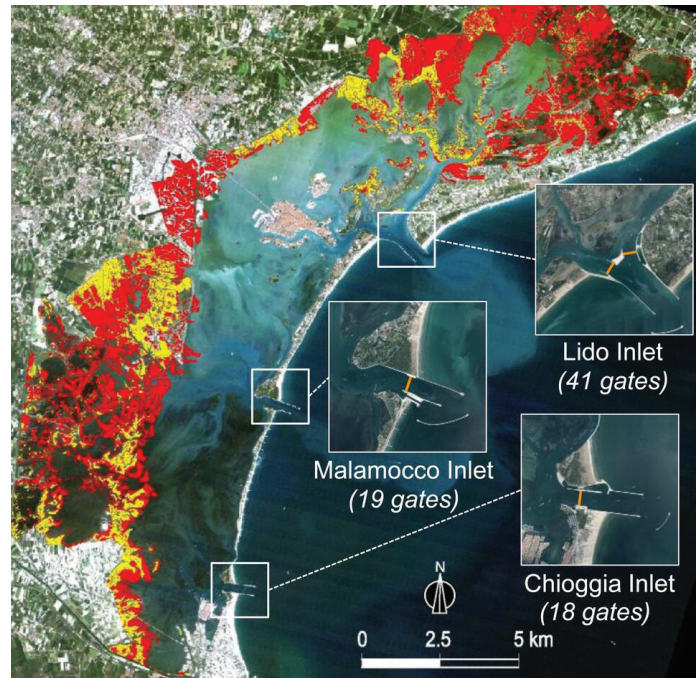 Lido Inlet
(41 gates)
Malamocco Inlet
(19 gates)
Chioggia Inlet
(18 gates)
N
0 2.5 5 km